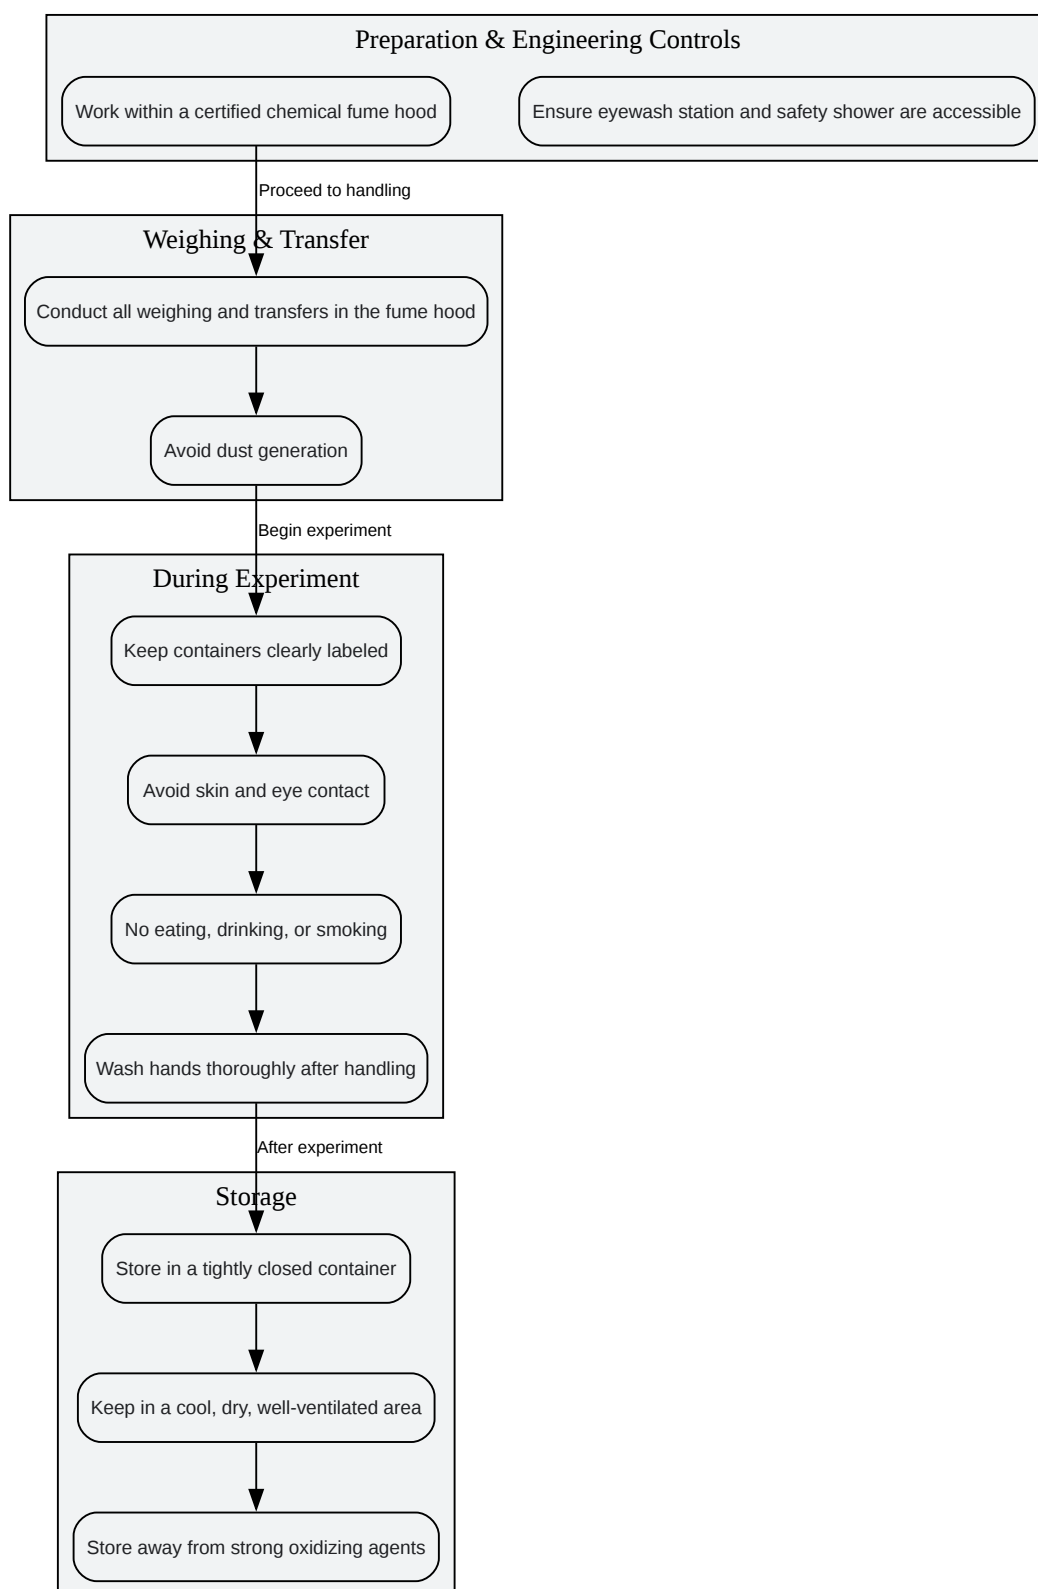 Preparation & Engineering Controls
Work within a certified chemical fume hood
Ensure eyewash station and safety shower are accessible
Proceed to handling
Weighing & Transfer
Conduct all weighing and transfers in the fume hood
Avoid dust generation
Begin experiment
During Experiment
Keep containers clearly labeled
Avoid skin and eye contact
No eating, drinking, or smoking
Wash hands thoroughly after handling
After experiment
Storage
Store in a tightly closed container
Keep in a cool, dry, well-ventilated area
Store away from strong oxidizing agents